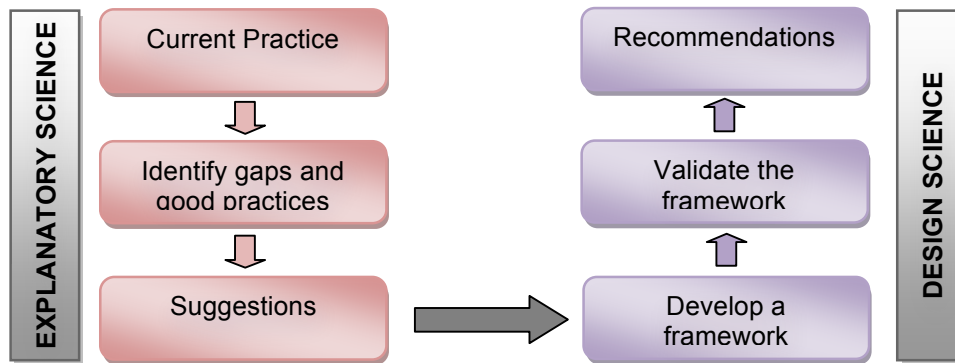 EXPLANATORY SCIENCE
Current Practice
Identify gaps and
good practices
Suggestions
Develop a
framework
Validate the
framework
Recommendations
DESIGN SCIENCE